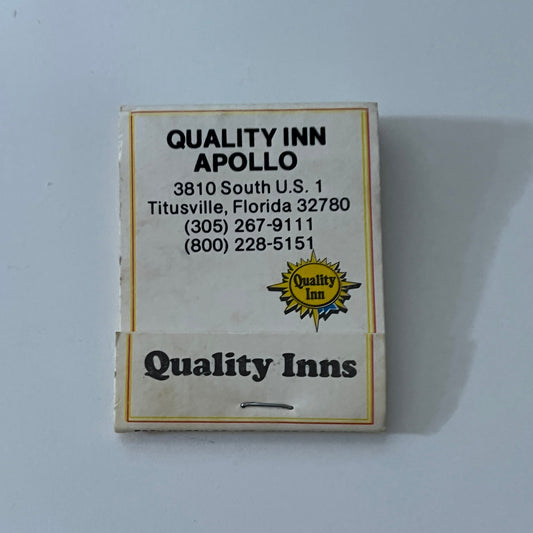 QUALITY INN
APOLLO
3810 South U.S. 1
Titusville, Florida 32780
(305) 267-9111
(800) 228-5151
Quality
Inn
Quality Inns